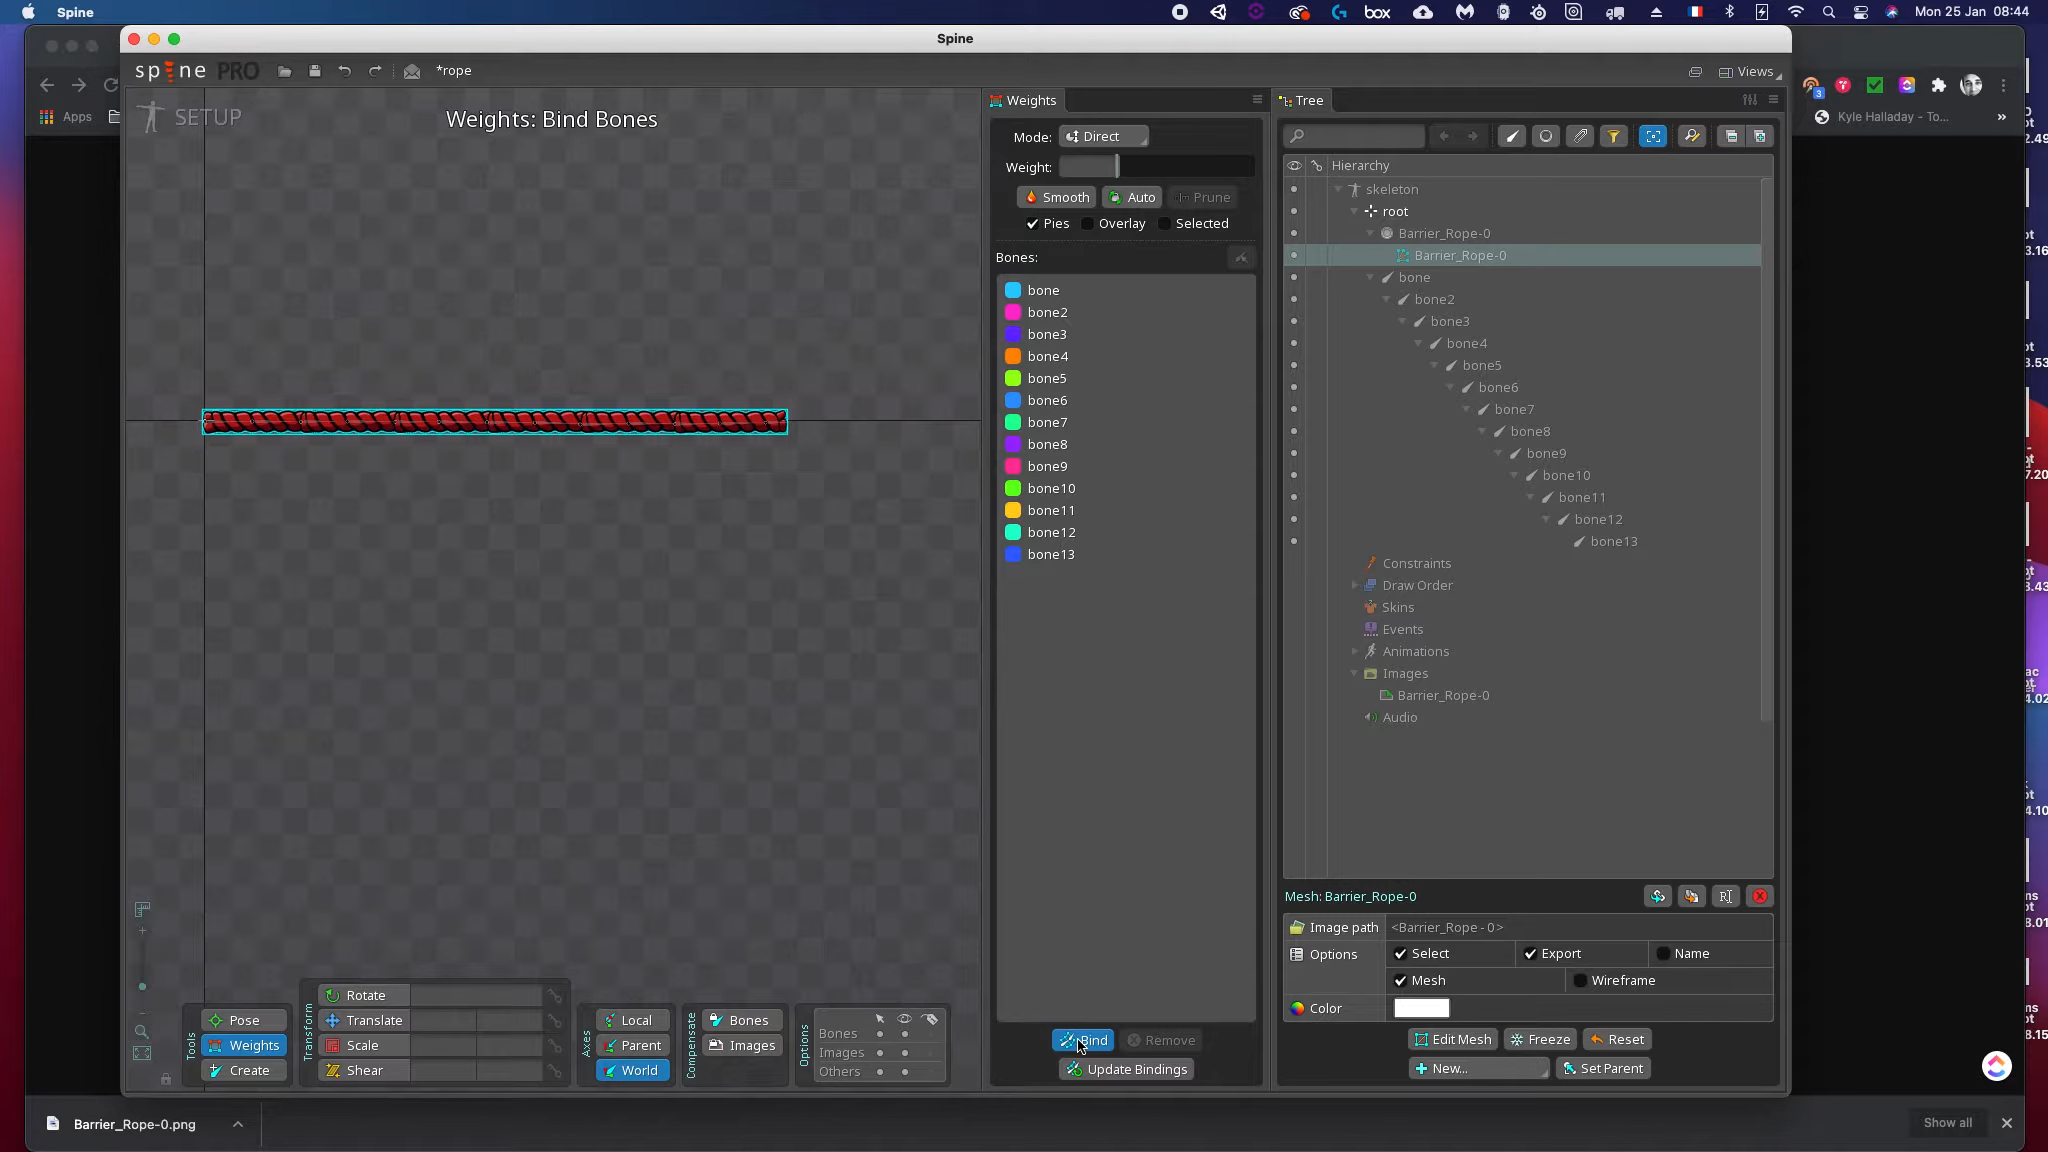 Spine
box
Mon 25 Jan 08:44
Spine
spine PRO
*rope
Views
Apps
Kyle Halladay - To...
»
SETUP
Weights: Bind Bones
Weights
Mode:
Direct
Weight:
Smooth
Auto
Prune
Pies
Overlay
Selected
Bones:
bone
bone2
bone3
bone4
bone5
bone6
bone7
bone8
bone9
bone10
bone11
bone12
bone13
Bind
Remove
Update Bindings
Tree
Hierarchy
skeleton
root
Barrier_Rope-0
Barrier_Rope-0
bone
bone2
bone3
bone4
bone5
bone6
bone7
bone8
bone9
bone10
bone11
bone12
bone13
Constraints
Draw Order
Skins
Events
Animations
Images
Barrier_Rope-0
Audio
Mesh: Barrier_Rope-0
Image path
<Barrier_Rope-0>
Options
Select
Export
Name
Mesh
Wireframe
Color
Edit Mesh
Freeze
Reset
New...
Set Parent
Tools
Pose
Weights
Create
Transform
Rotate
Translate
Scale
Shear
Axes
Local
Parent
World
Compensate
Bones
Images
Options
Bones
Images
Others
Barrier_Rope-0.png
Show all